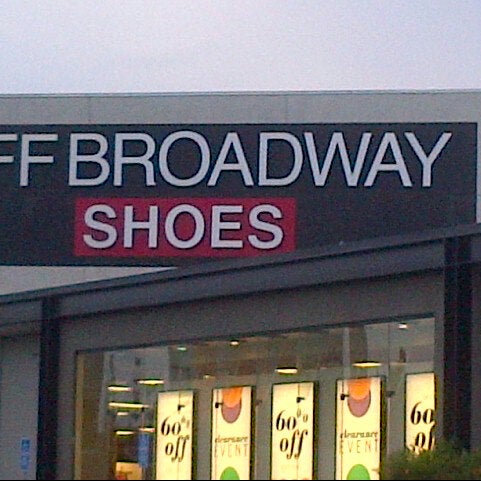 FF BROADWAY
SHOES
60%
off
clearance
EVENT
60%
off
clearance
EVENT
60%
off